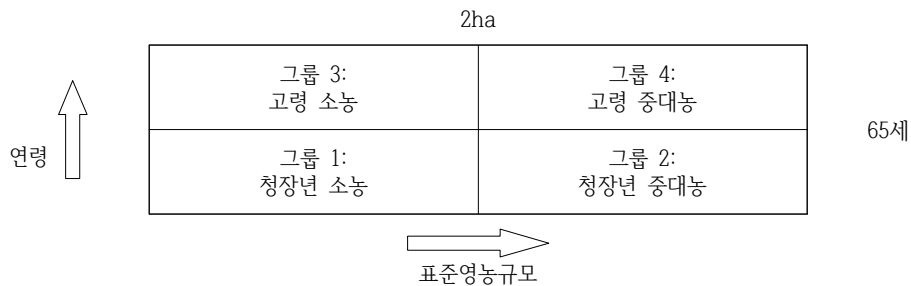 2ha
그룹 3:
고령 소농
그룹 4:
고령 중대농
65세
연령
그룹 1:
청장년 소농
그룹 2:
청장년 중대농
표준영농규모